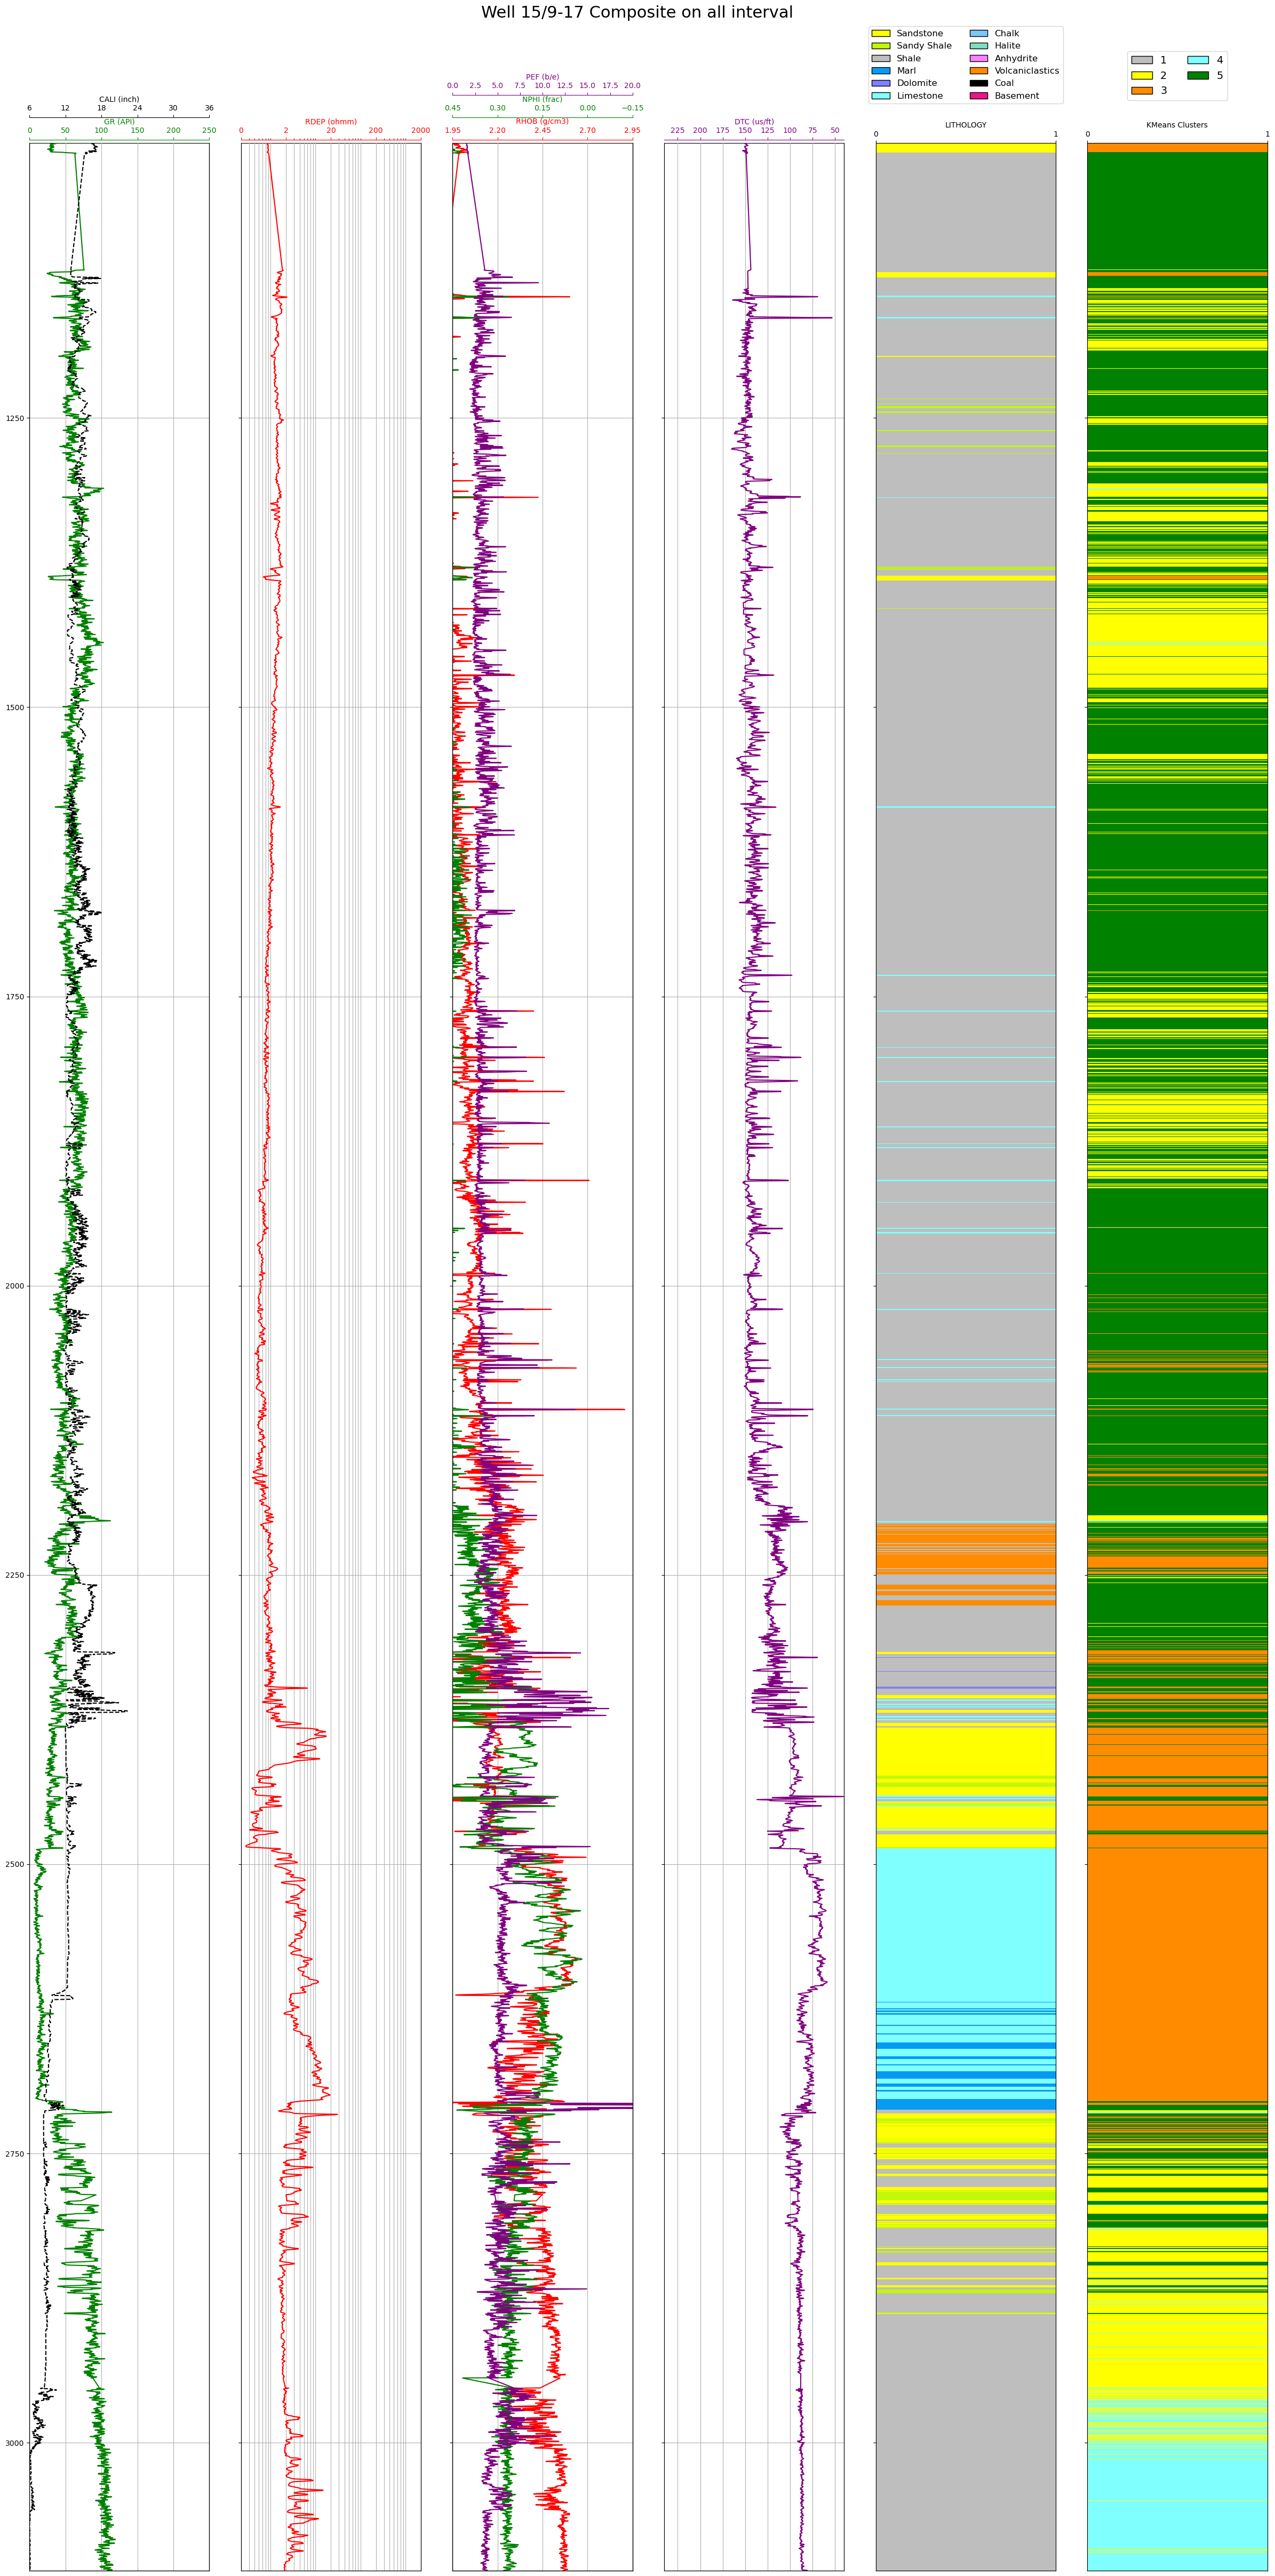 Well 15/9-17 Composite on all interval
Sandstone
Sandy Shale
Shale
Marl
Dolomite
Limestone
Chalk
Halite
Anhydrite
Volcaniclastics
Coal
Basement
1
2
3
4
5
6 12 18 24 30 36
CALI (inch)
0 50 100 150 200 250
GR (API)
0 2 20 200 2000
RDEP (ohmm)
PEF (b/e)
0.0 2.5 5.0 7.5 10.0 12.5 15.0 17.5 20.0
NPHI (frac)
0.45 0.30 0.15 0.00 −0.15
RHOB (g/cm3)
1.95 2.20 2.45 2.70 2.95
DTC (us/ft)
225 200 175 150 125 100 75 50
LITHOLOGY
0 1
KMeans Clusters
0 1
1250
1500
1750
2000
2250
2500
2750
3000